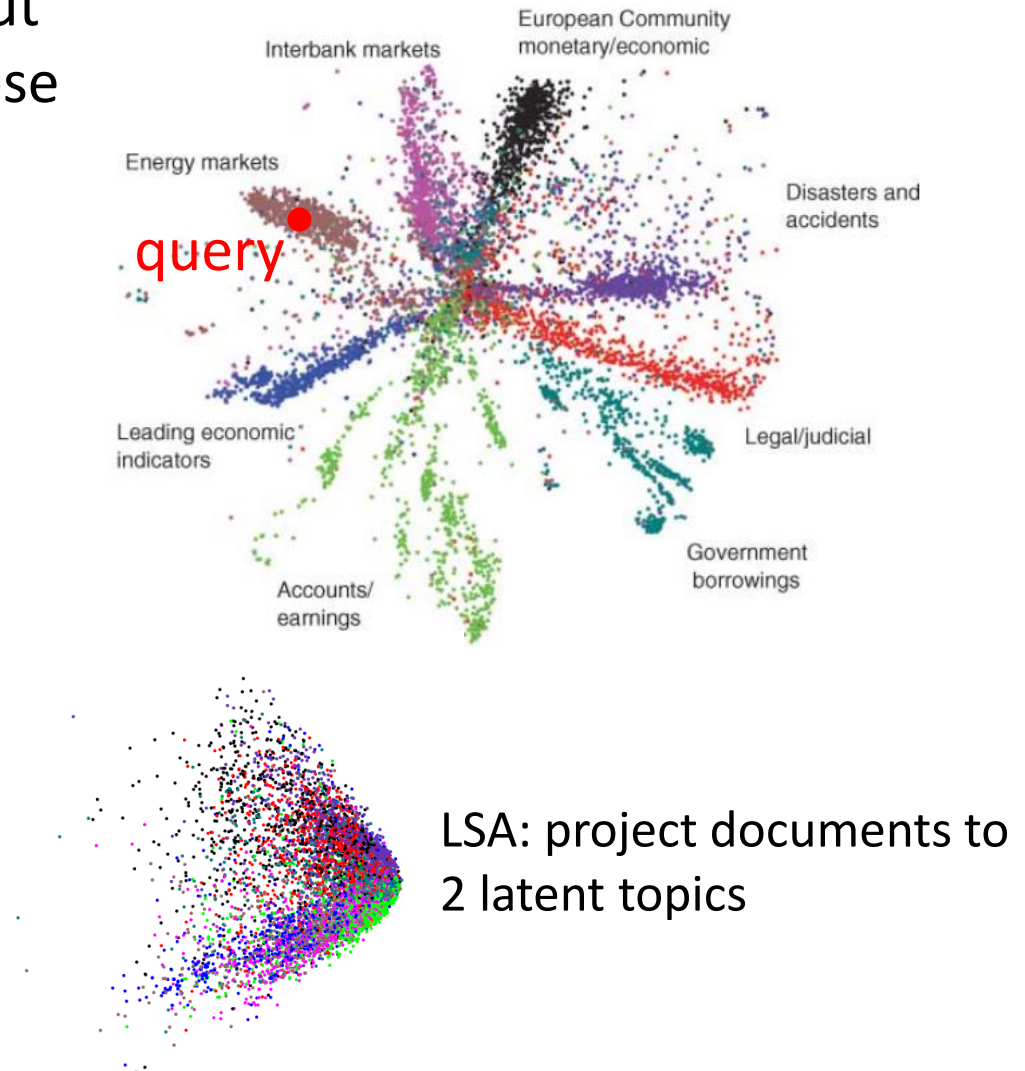 European Community
monetary/economic
Interbank markets
Energy markets
Disasters and
accidents
query
Leading economic
indicators
Legal/judicial
Government
borrowings
Accounts/
earnings
LSA: project documents to
2 latent topics